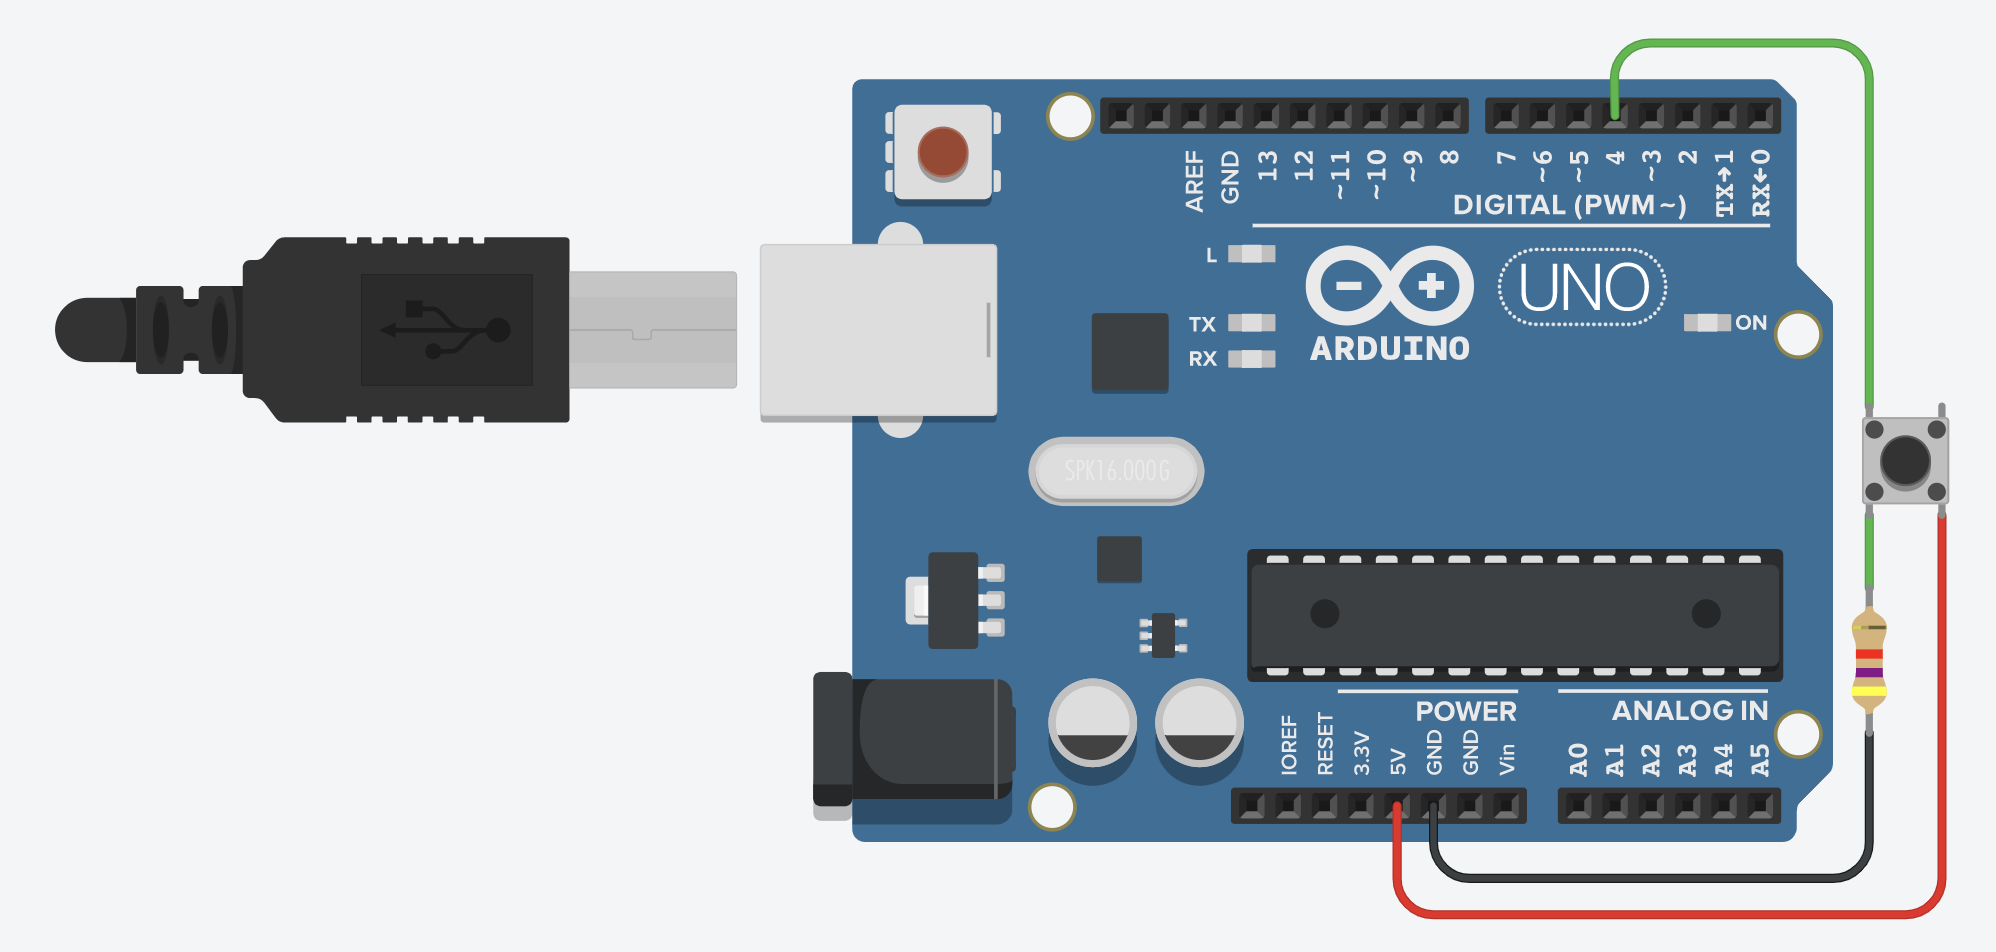 AREF
GND
13
12
~11
~10
~9
8
7
~6
~5
4
~3
2
TX→1
RX←0
DIGITAL (PWM~)
L
TX
RX
ARDUINO
UNO
ON
SPK16.000G
POWER
ANALOG IN
IOREF
RESET
3.3V
5V
GND
GND
Vin
A0
A1
A2
A3
A4
A5